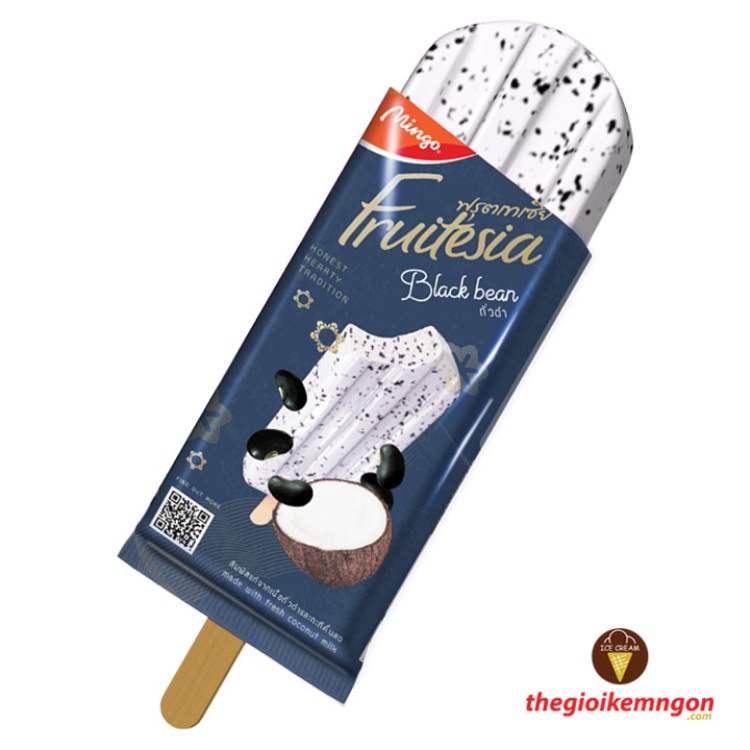 Mingo.
ฟรุตาเซีย
Fruitesia
HONEST
HEARTY
TRADITION
Black bean
ถั่วดำ
FIND OUT MORE
made with fresh coconut milk
ICE CREAM
thegioikemngon
.com